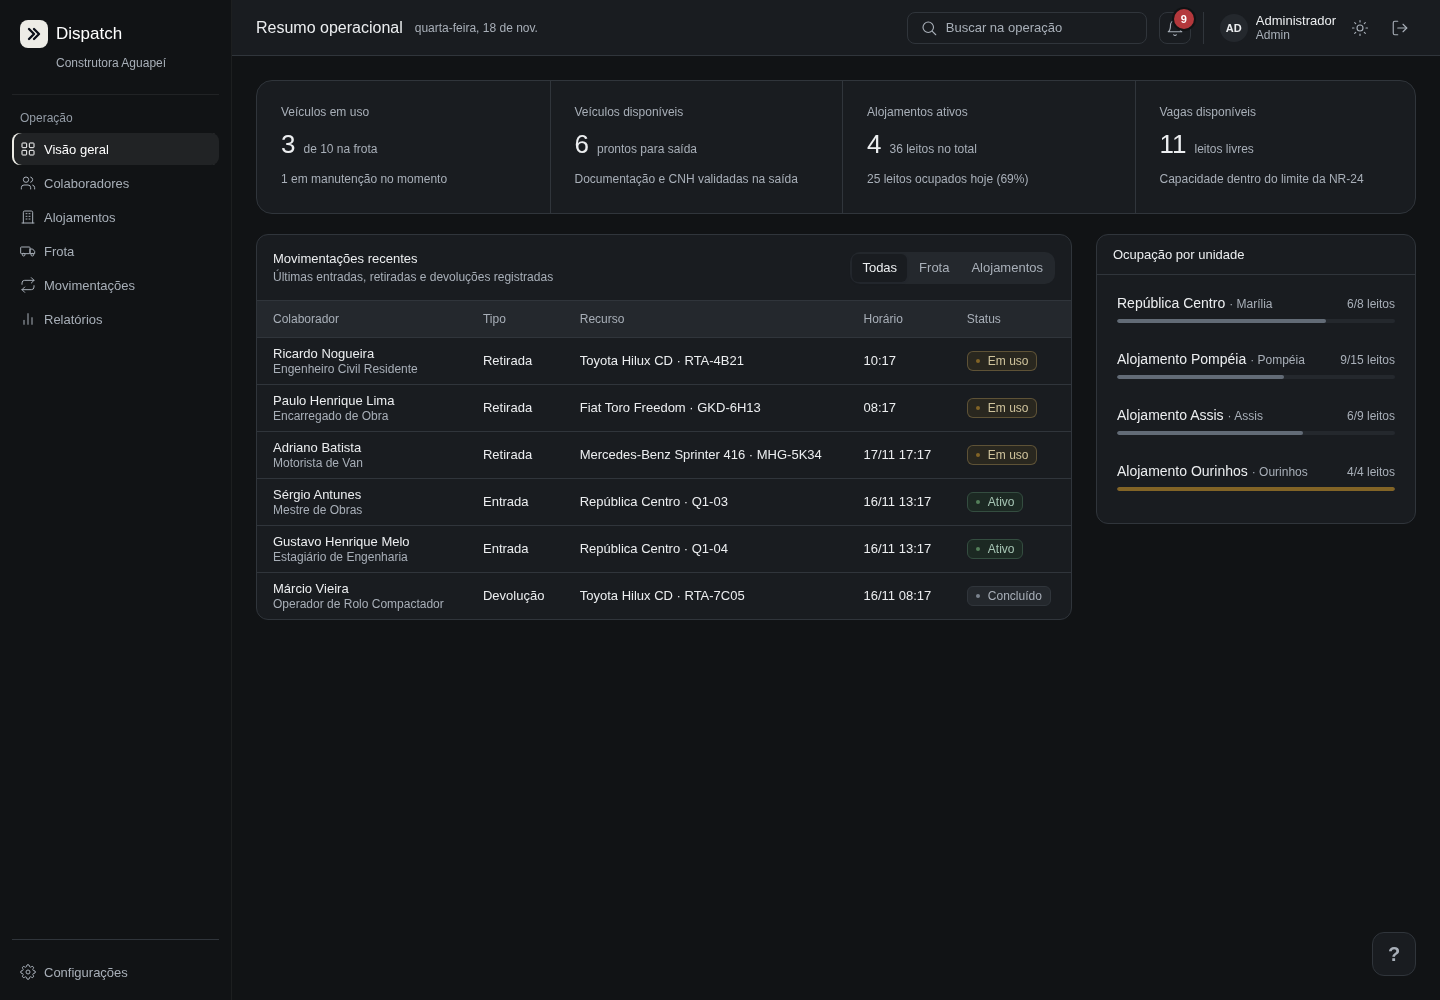 Dispatch
Construtora Aguapeí
Operação
Visão geral
Colaboradores
Alojamentos
Frota
Movimentações
Relatórios
Configurações
Resumo operacional quarta-feira, 18 de nov.
Buscar na operação
9
AD
Administrador
Admin
Veículos em uso
3 de 10 na frota
1 em manutenção no momento
Veículos disponíveis
6 prontos para saída
Documentação e CNH validadas na saída
Alojamentos ativos
4 36 leitos no total
25 leitos ocupados hoje (69%)
Vagas disponíveis
11 leitos livres
Capacidade dentro do limite da NR-24
Movimentações recentes
Últimas entradas, retiradas e devoluções registradas
Todas Frota Alojamentos
Colaborador Tipo Recurso Horário Status
Ricardo Nogueira
Engenheiro Civil Residente
Retirada Toyota Hilux CD · RTA-4B21 10:17 Em uso
Paulo Henrique Lima
Encarregado de Obra
Retirada Fiat Toro Freedom · GKD-6H13 08:17 Em uso
Adriano Batista
Motorista de Van
Retirada Mercedes-Benz Sprinter 416 · MHG-5K34 17/11 17:17 Em uso
Sérgio Antunes
Mestre de Obras
Entrada República Centro · Q1-03 16/11 13:17 Ativo
Gustavo Henrique Melo
Estagiário de Engenharia
Entrada República Centro · Q1-04 16/11 13:17 Ativo
Márcio Vieira
Operador de Rolo Compactador
Devolução Toyota Hilux CD · RTA-7C05 16/11 08:17 Concluído
Ocupação por unidade
República Centro · Marília 6/8 leitos
Alojamento Pompéia · Pompéia 9/15 leitos
Alojamento Assis · Assis 6/9 leitos
Alojamento Ourinhos · Ourinhos 4/4 leitos
?